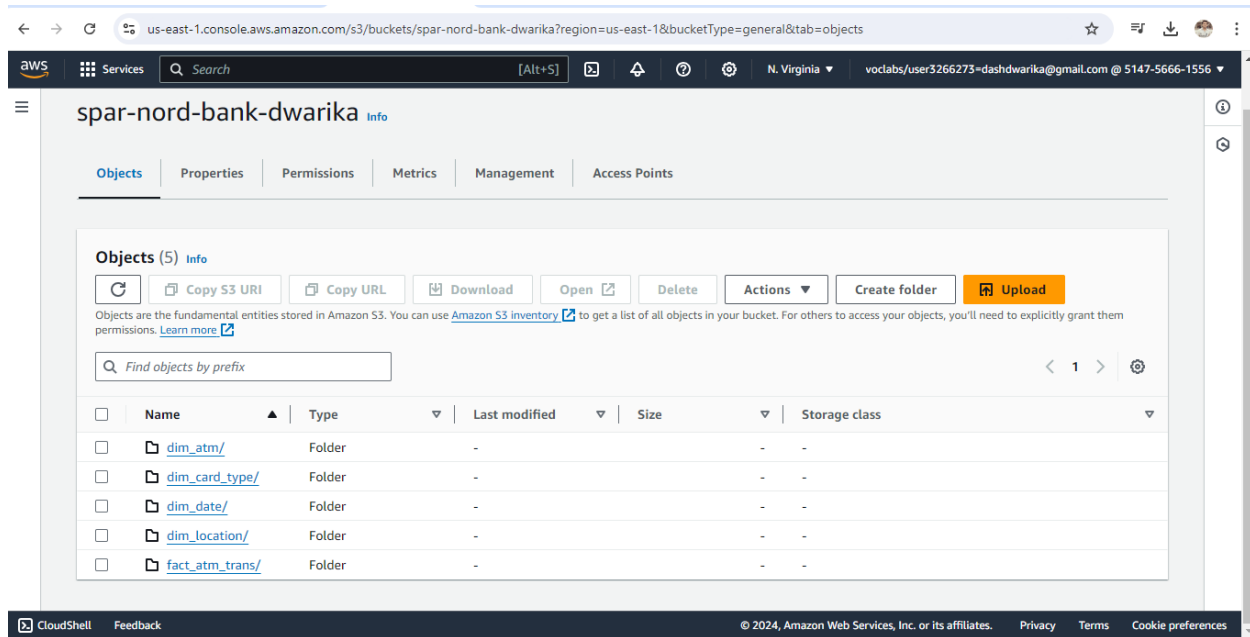 us-east-1.console.aws.amazon.com/s3/buckets/spar-nord-bank-dwarika?region=us-east-1&bucketType=general&tab=objects
aws Services Search [Alt+S] N. Virginia ▼ voclabs/user3266273=dashdwarika@gmail.com @ 5147-5666-1556 ▼
spar-nord-bank-dwarika Info
Objects Properties Permissions Metrics Management Access Points
Objects (5) Info
Copy S3 URI Copy URL Download Open Delete Actions ▼ Create folder Upload
Objects are the fundamental entities stored in Amazon S3. You can use Amazon S3 inventory to get a list of all objects in your bucket. For others to access your objects, you'll need to explicitly grant them
permissions. Learn more
Find objects by prefix 1
Name Type Last modified Size Storage class
dim_atm/ Folder - - -
dim_card_type/ Folder - - -
dim_date/ Folder - - -
dim_location/ Folder - - -
fact_atm_trans/ Folder - - -
CloudShell Feedback © 2024, Amazon Web Services, Inc. or its affiliates. Privacy Terms Cookie preferences